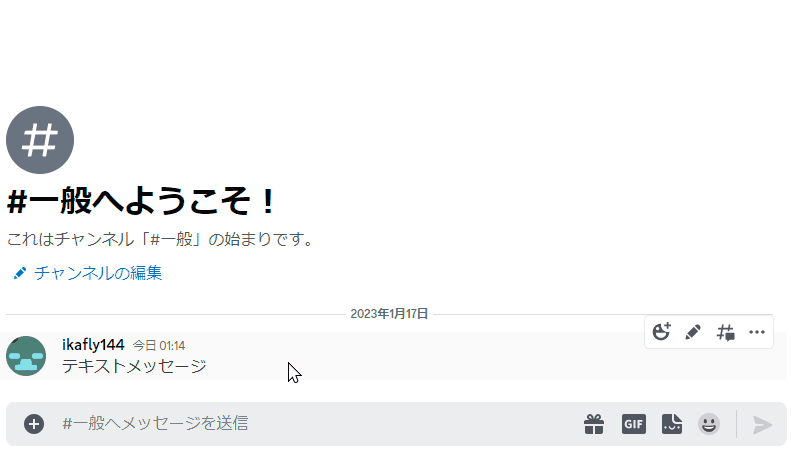 #一般へようこそ！
これはチャンネル「#一般」の始まりです。
チャンネルの編集
2023年1月17日
ikafly144 今日 01:14
テキストメッセージ
#一般へメッセージを送信
GIF